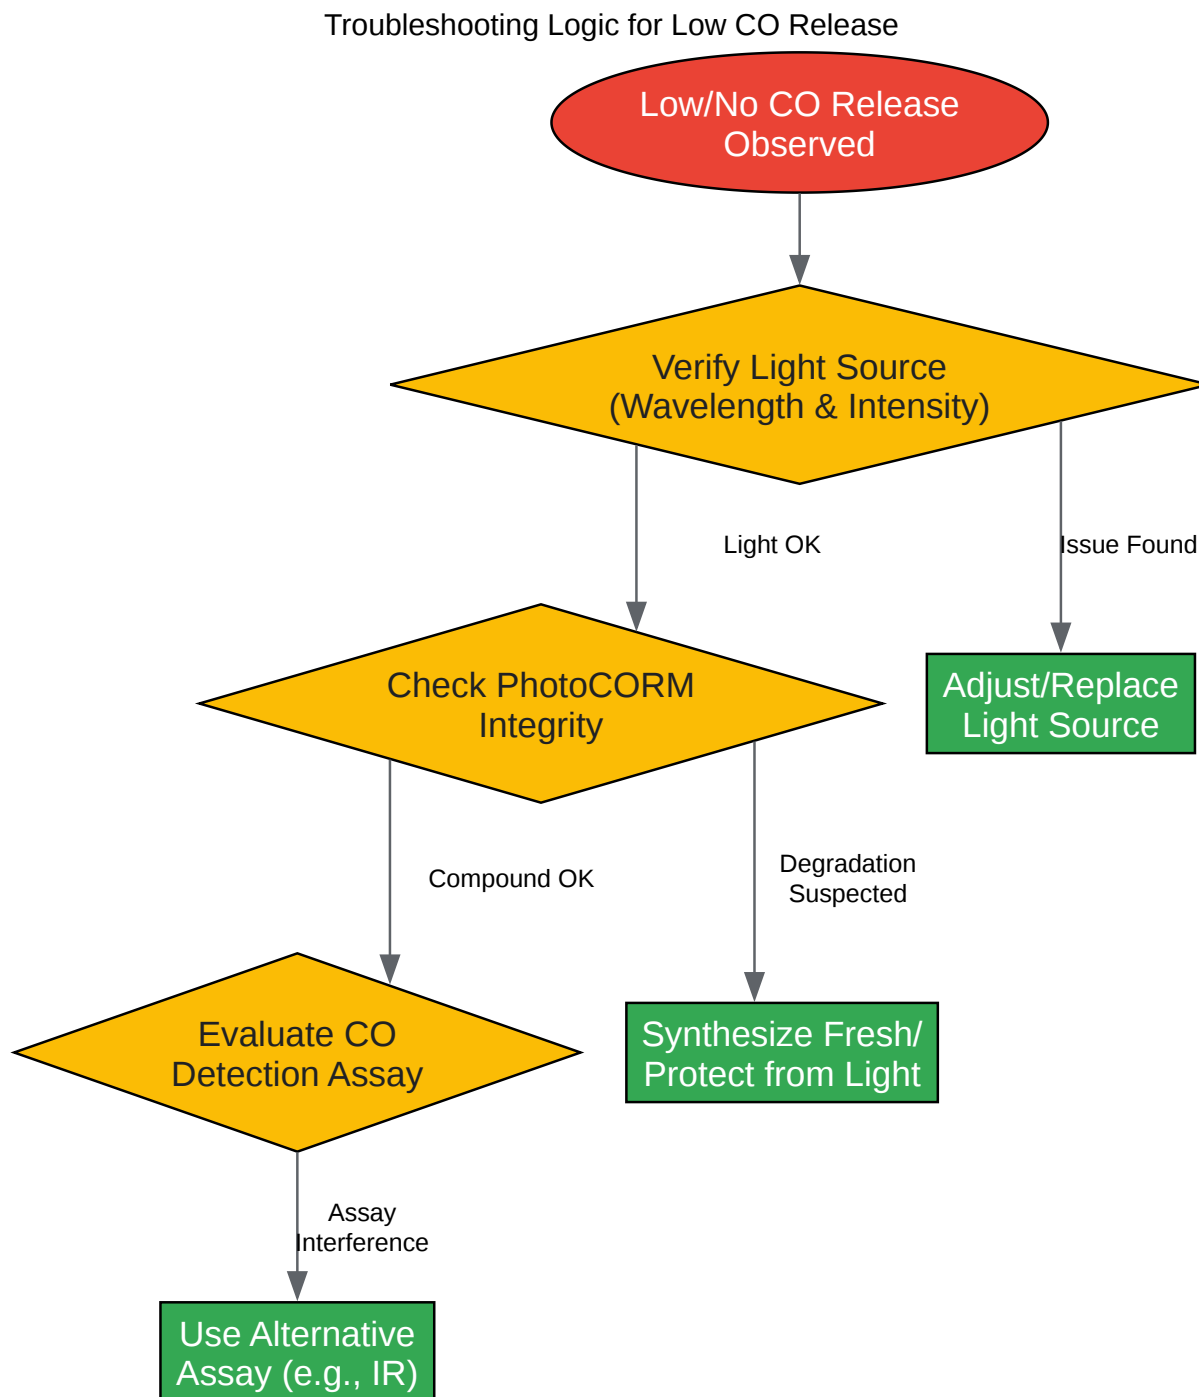 Troubleshooting Logic for Low CO Release
Low/No CO Release
Observed
Verify Light Source
(Wavelength & Intensity)
Light OK
Issue Found
Check PhotoCORM
Integrity
Adjust/Replace
Light Source
Compound OK
Degradation
Suspected
Evaluate CO
Detection Assay
Synthesize Fresh/
Protect from Light
Assay
Interference
Use Alternative
Assay (e.g., IR)